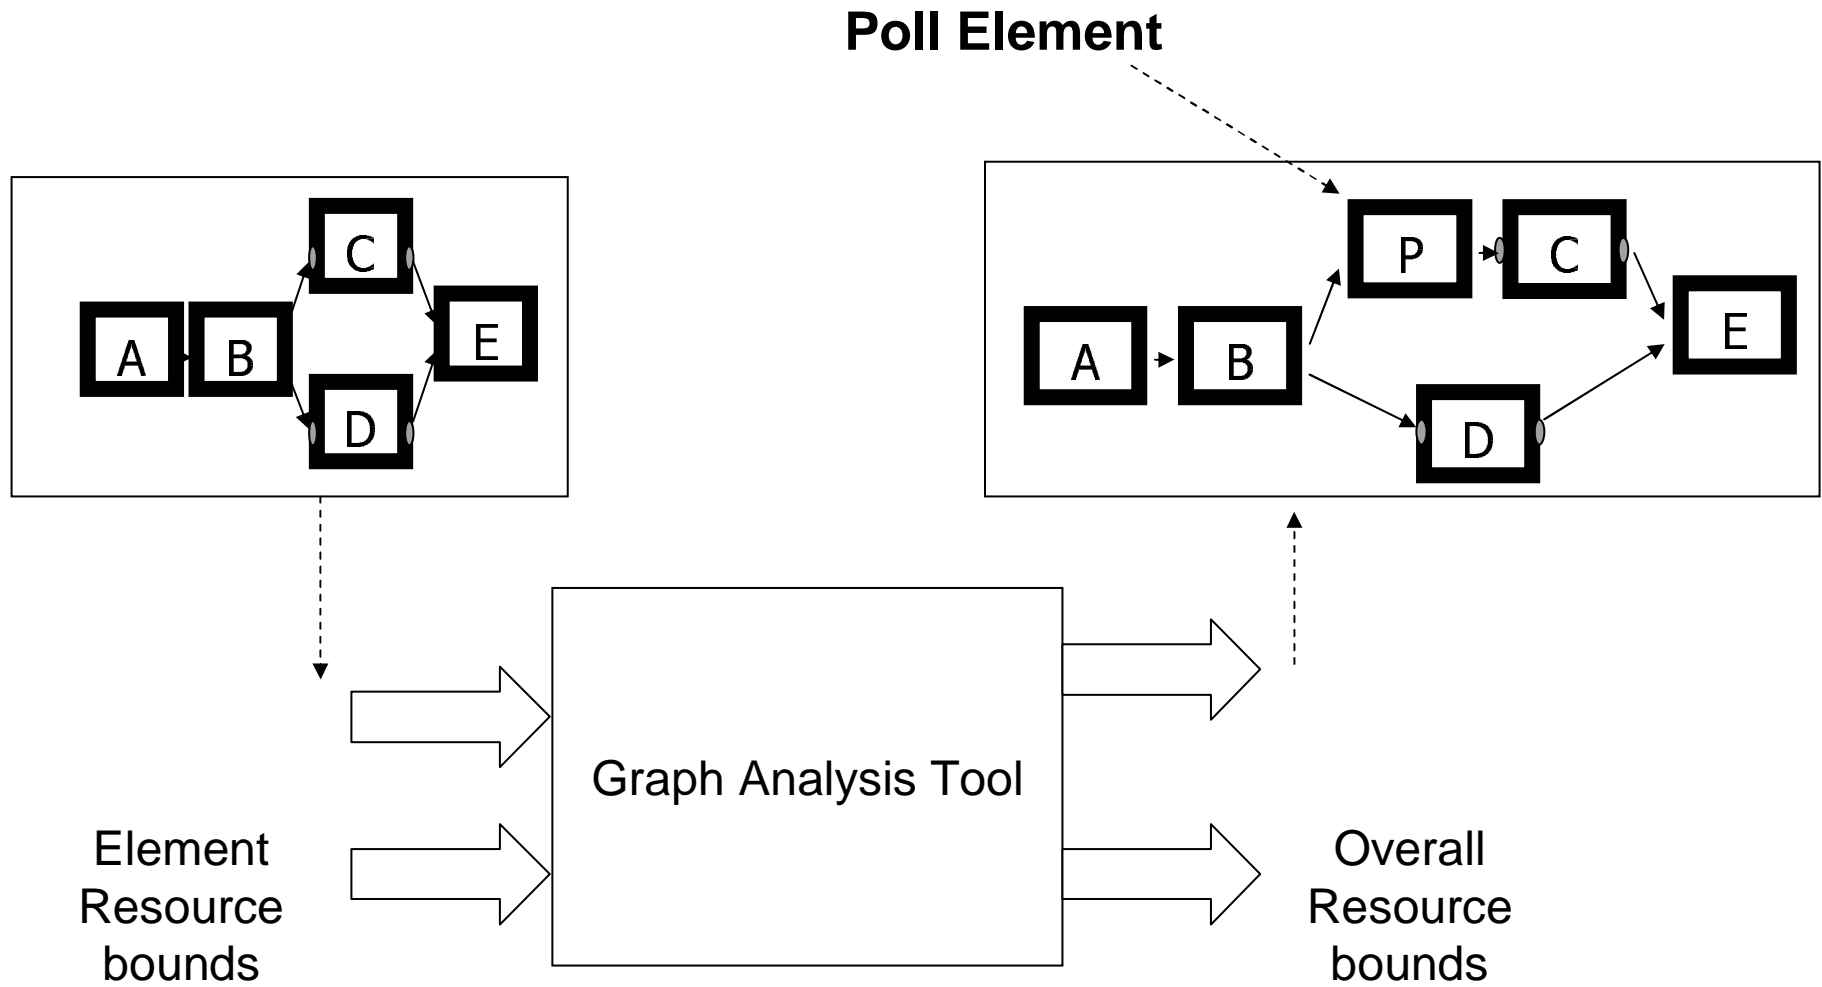 Poll Element
C
A
B
E
D
P
C
A
B
E
D
Graph Analysis Tool
Element
Resource
bounds
Overall
Resource
bounds